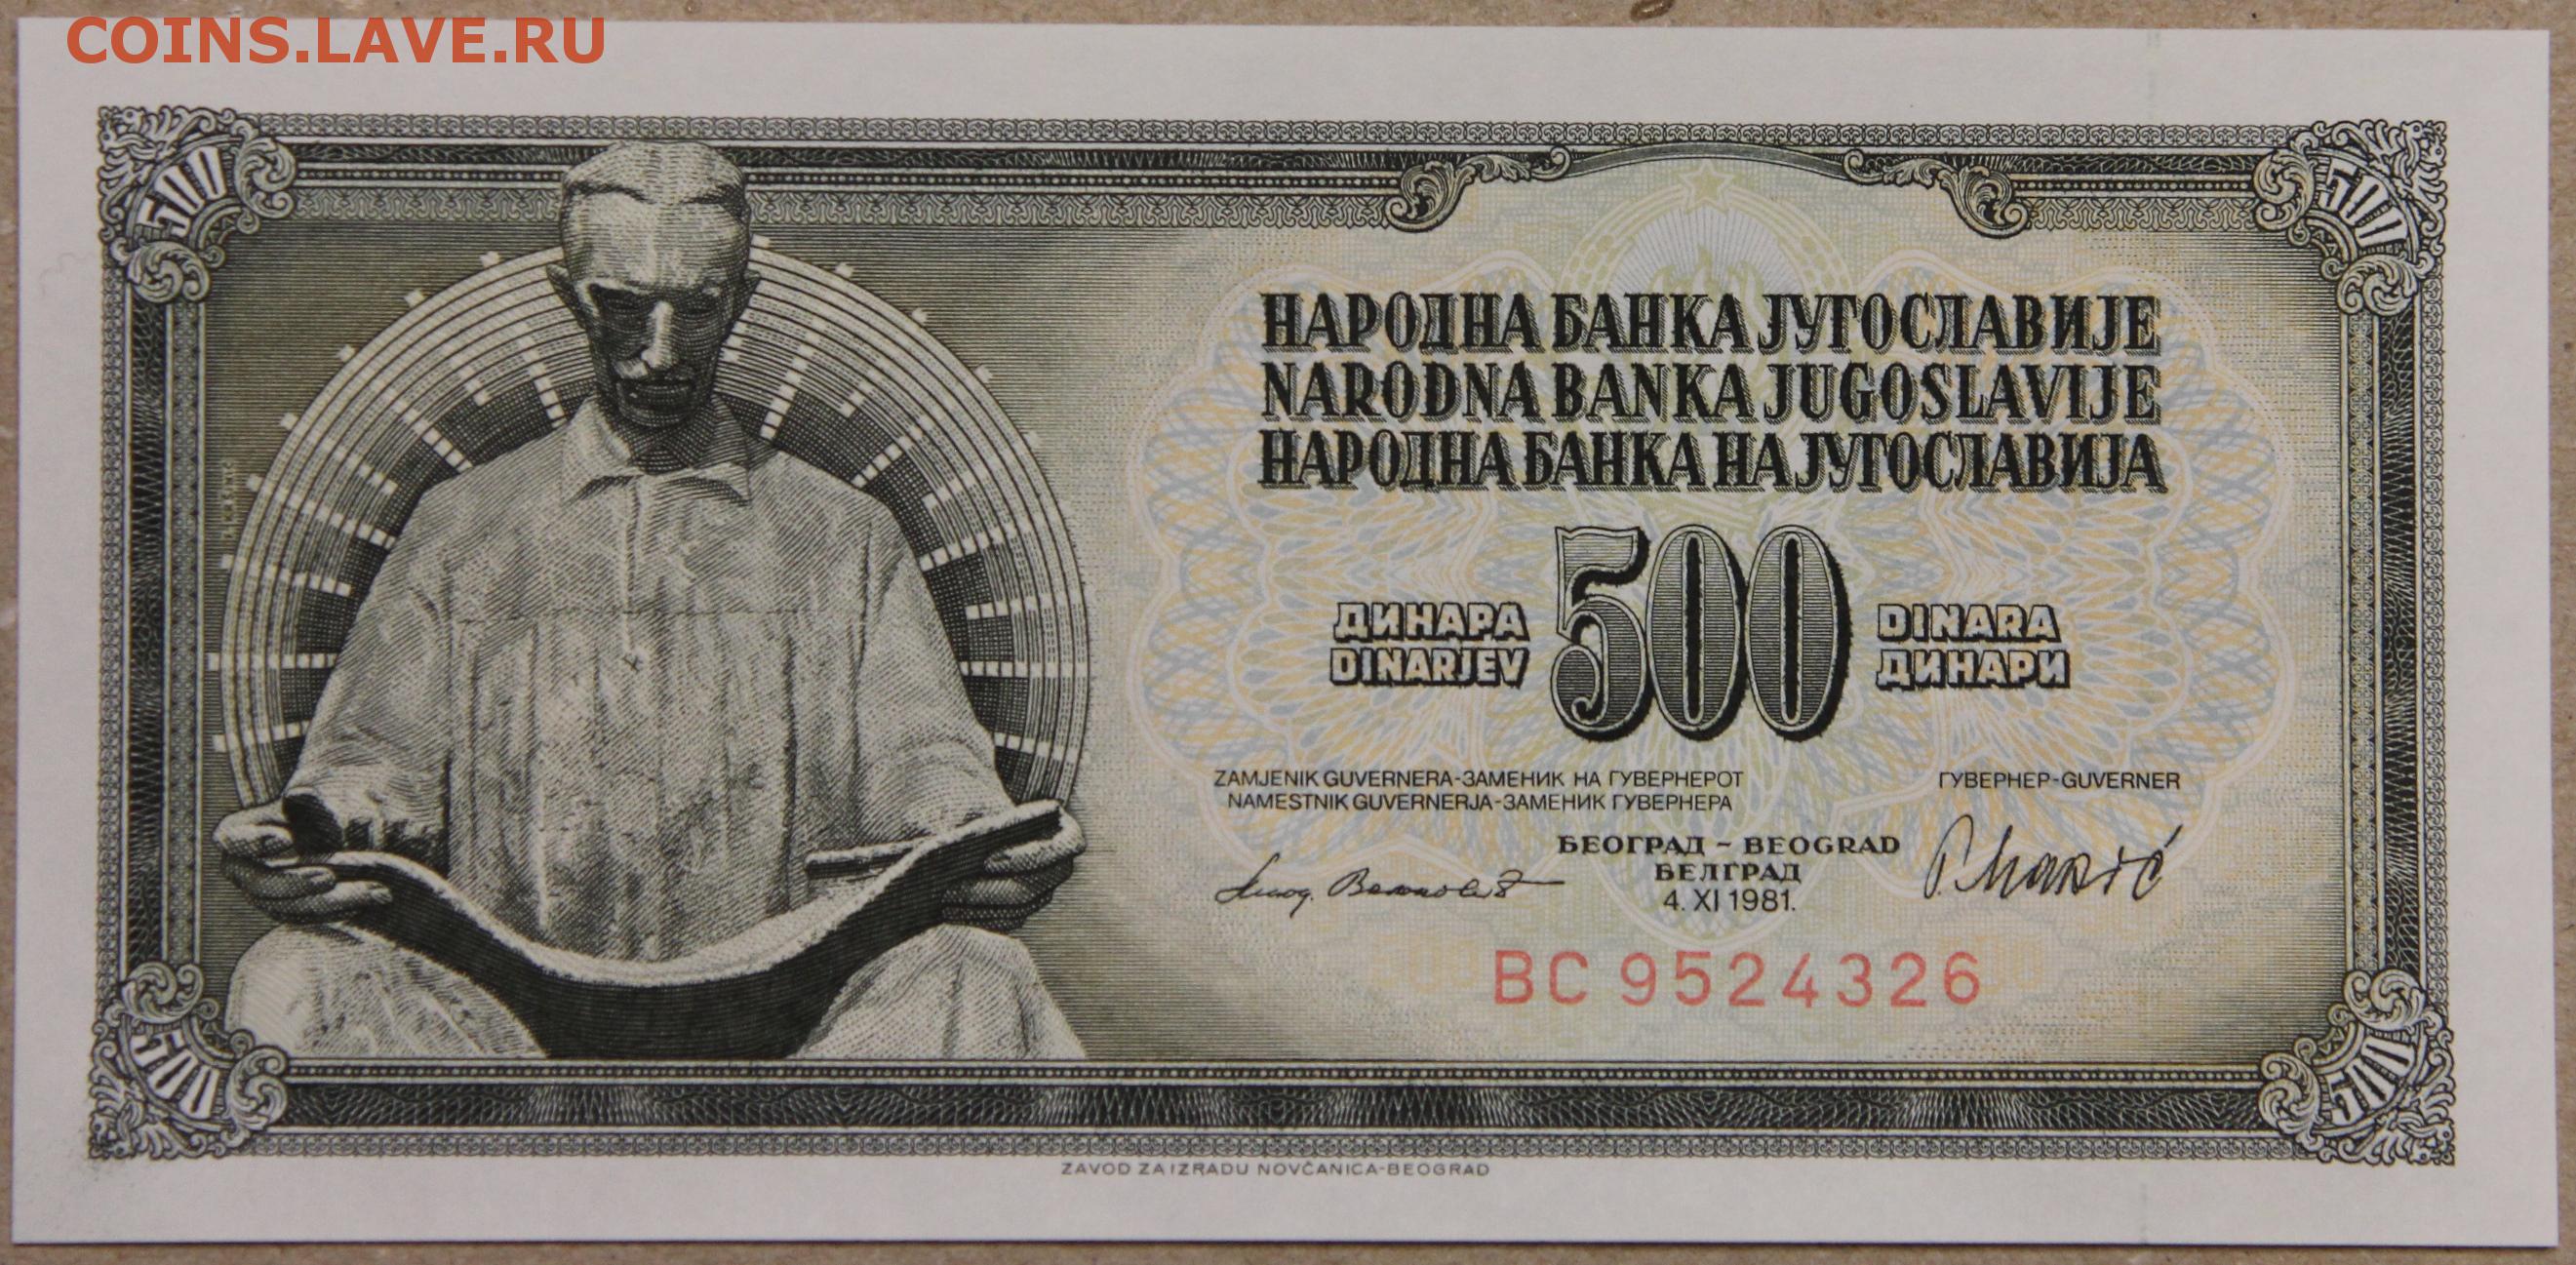 COINS.LAVE.RU
500
500
НАРОДНА БАНКА ЈУГОСЛАВИЈЕ
NARODNA BANKA JUGOSLAVIJE
НАРОДНА БАНКА НА ЈУГОСЛАВИЈА
ДИНАРА 500 DINARA
DINARJEV ДИНАРИ
ZAMJENIK GUVERNERA-ЗАМЕНИК НА ГУВЕРНЕРОТ
NAMESTNIK GUVERNERJA-ЗАМЕНИК ГУВЕРНЕРА
ГУВЕРНЕР-GUVERNER
БЕОГРАД - BEOGRAD
БЕЛГРАД
4. XI 1981.
BC 9524326
500
500
ZAVOD ZA IZRADU NOVČANICA-BEOGRAD